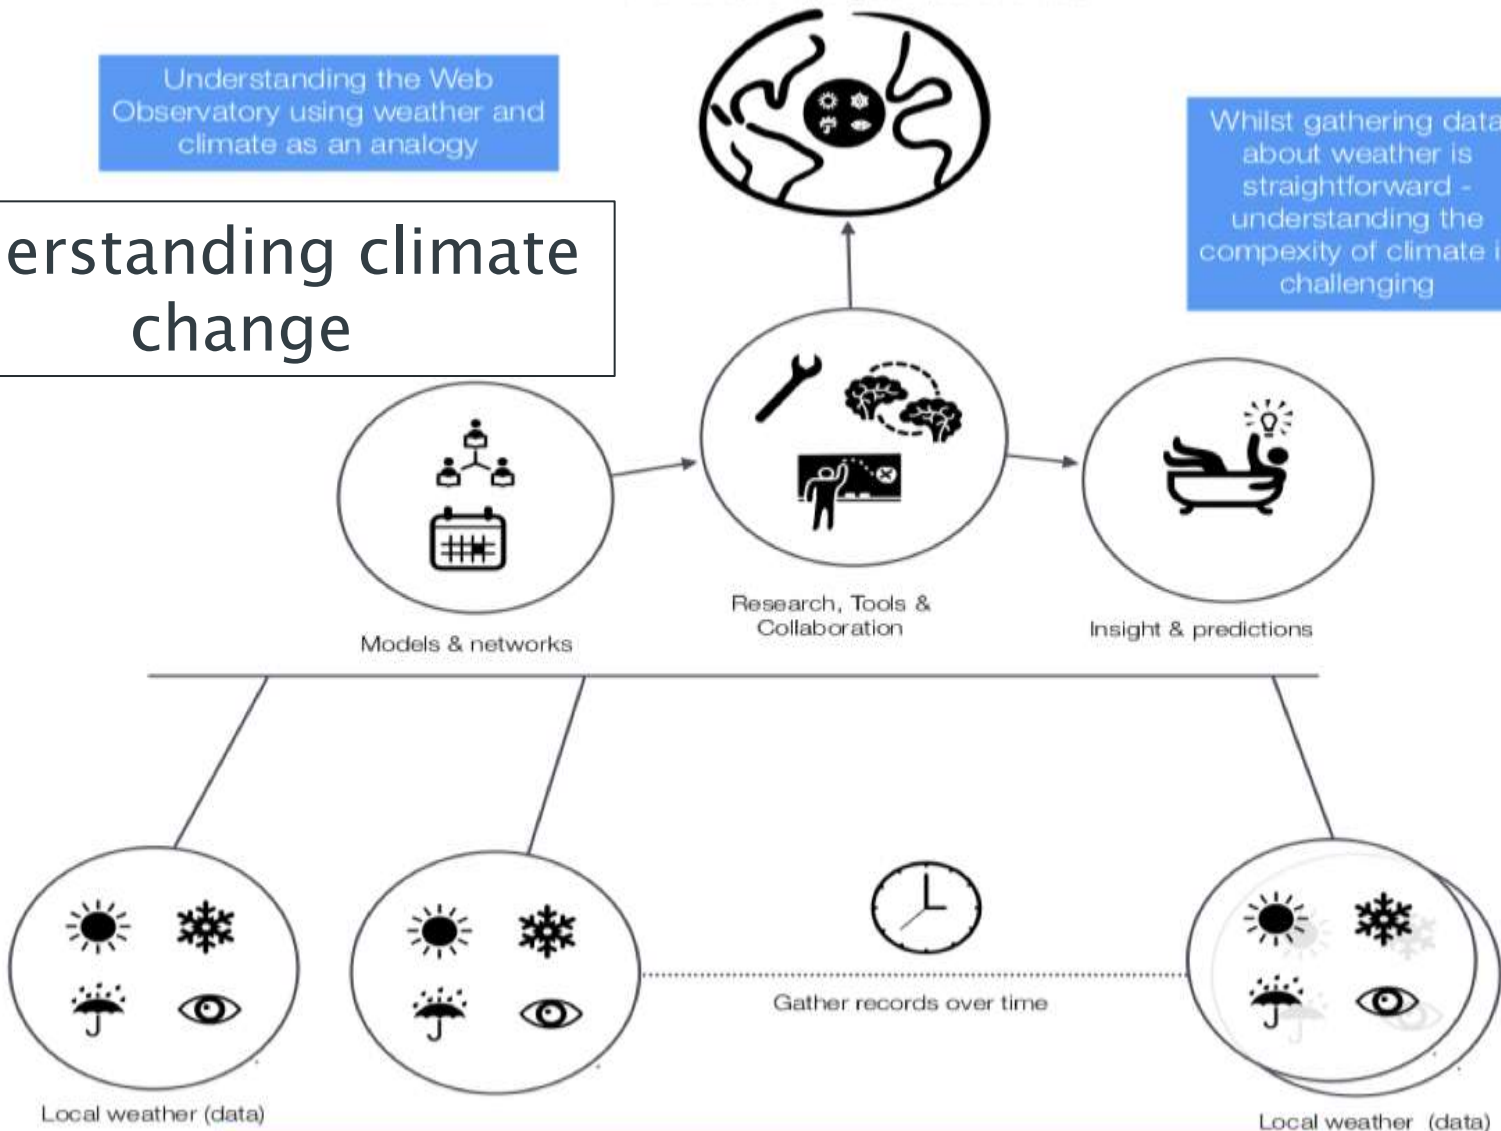 Understanding the Web
Observatory using weather and
climate as an analogy
Whilst gathering data
about weather is
straightforward -
understanding the
compexity of climate i
challenging
erstanding climate
change
Models & networks
Research, Tools &
Collaboration
Insight & predictions
Gather records over time
Local weather (data)
Local weather (data)